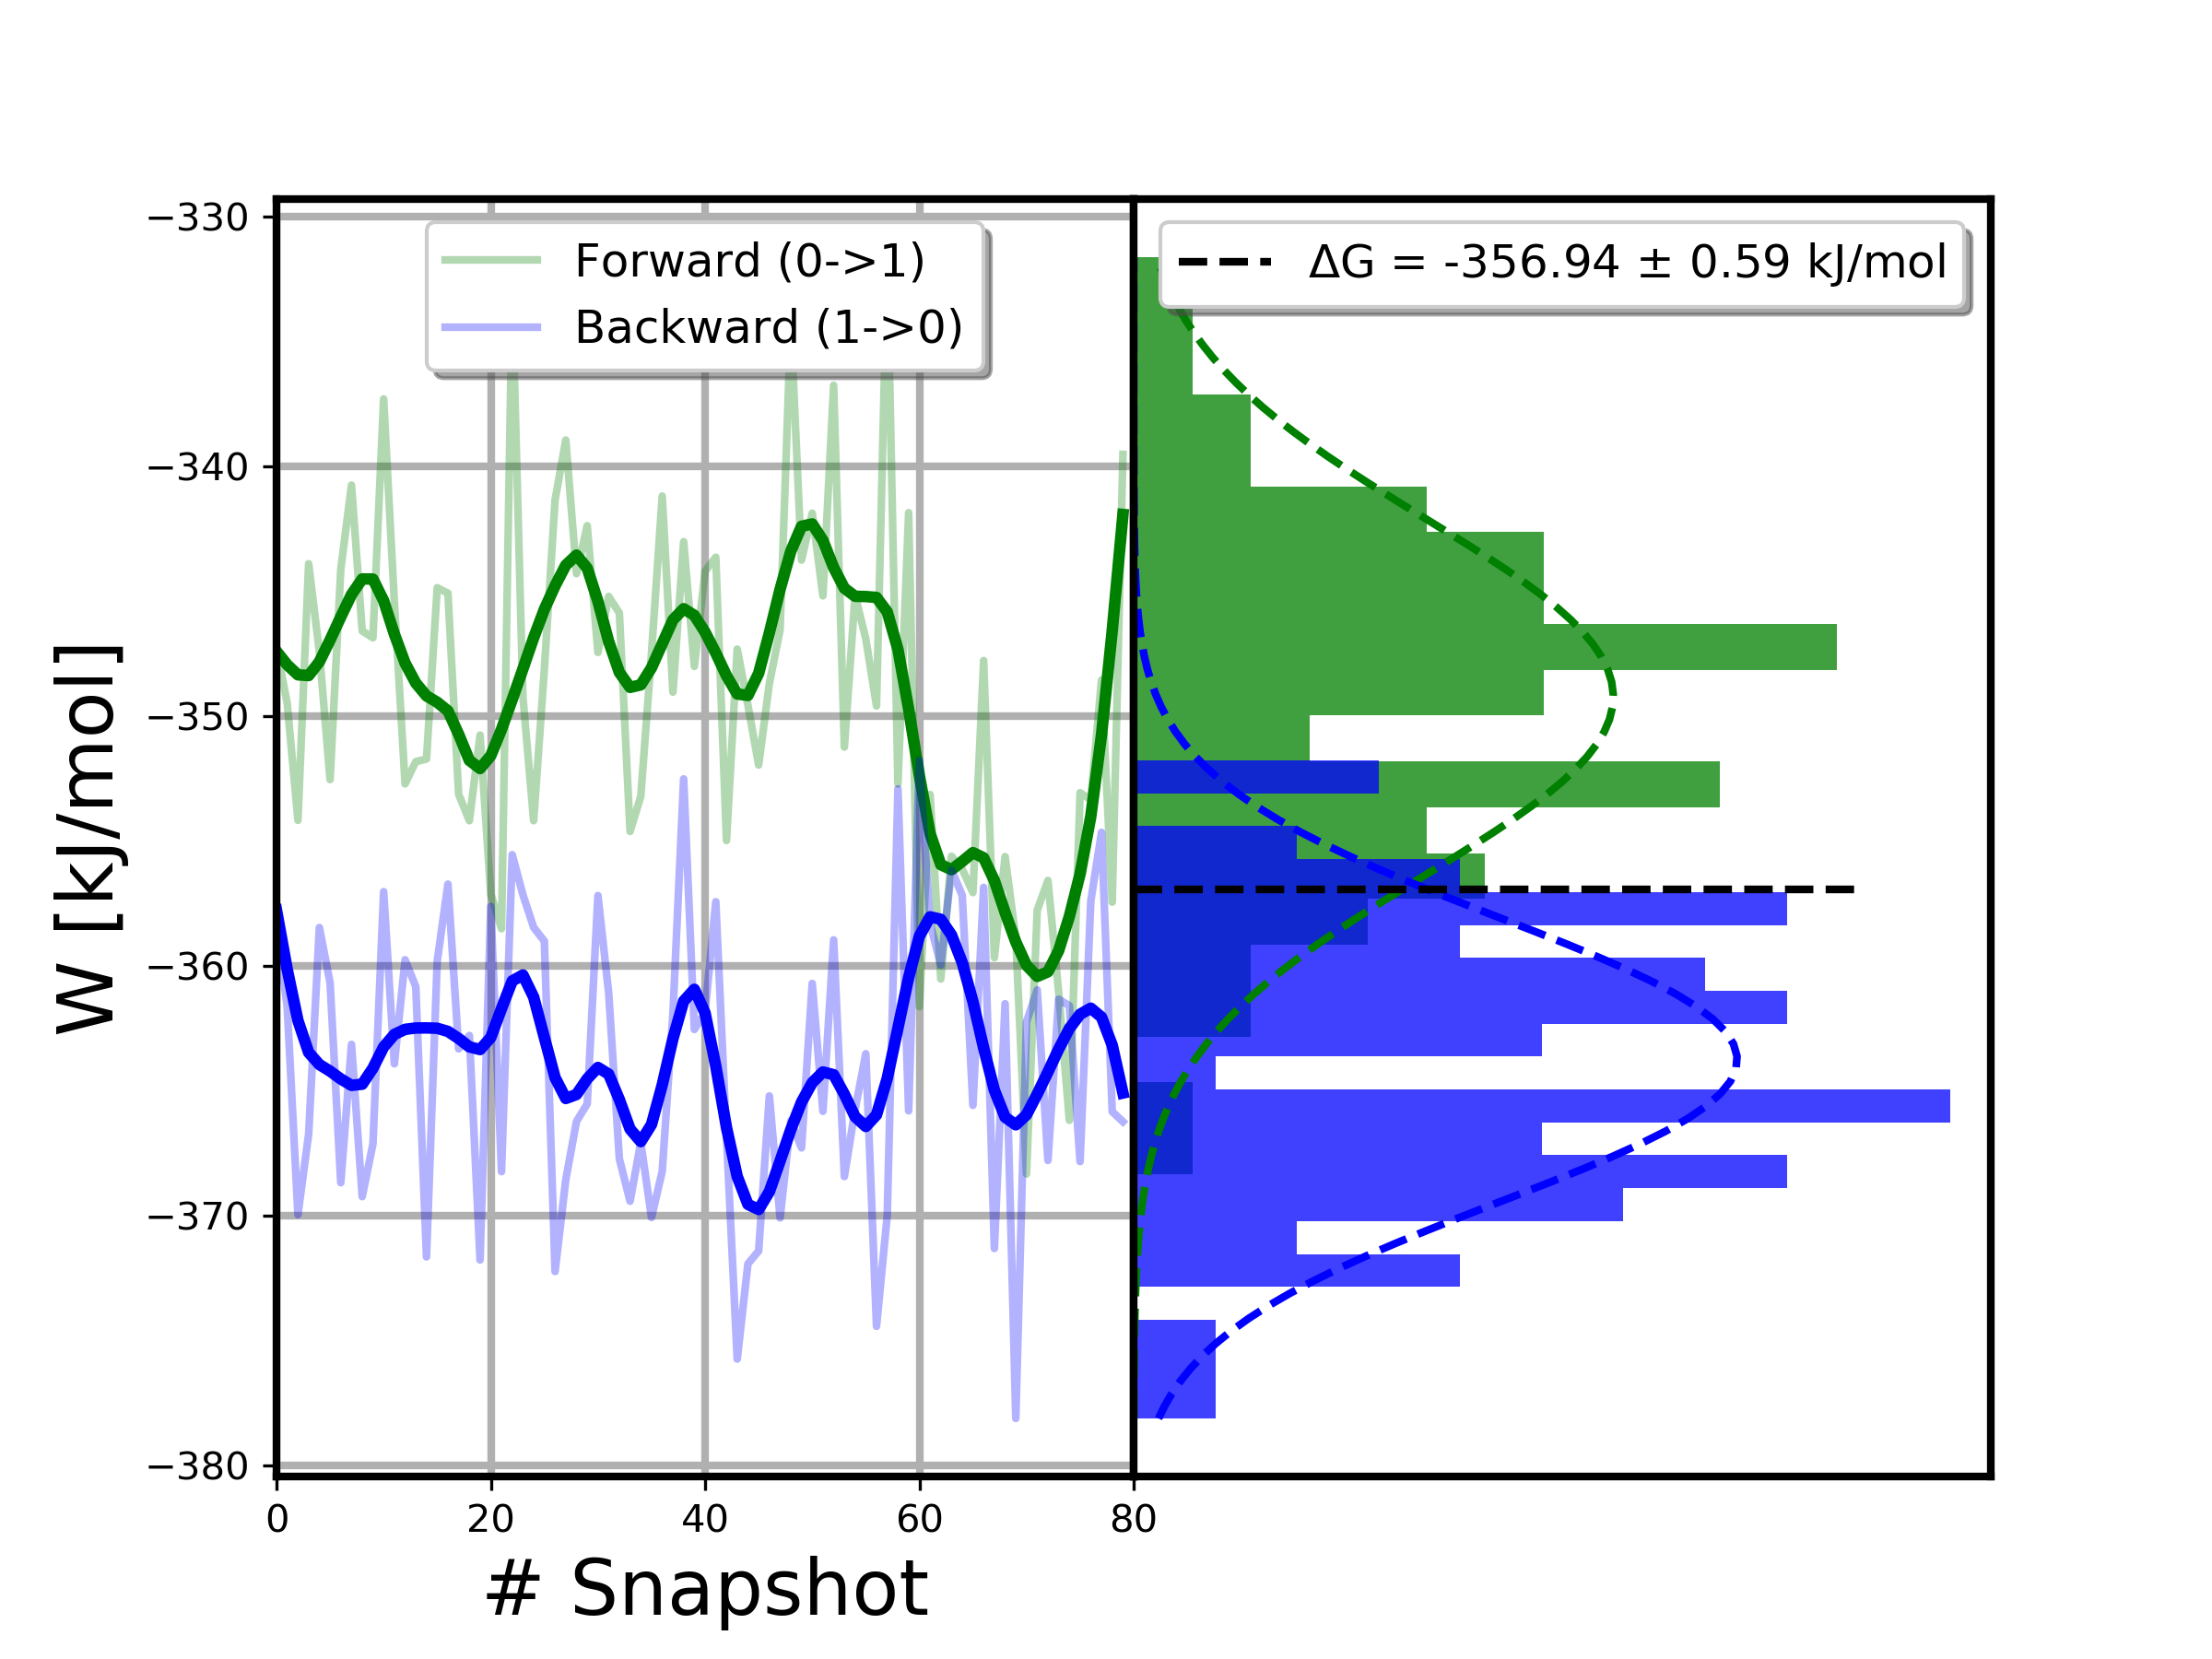 Forward (0->1)
Backward (1->0)
ΔG = -356.94 ± 0.59 kJ/mol
−330
−340
−350
−360
−370
−380
W [kJ/mol]
0
20
40
60
80
# Snapshot